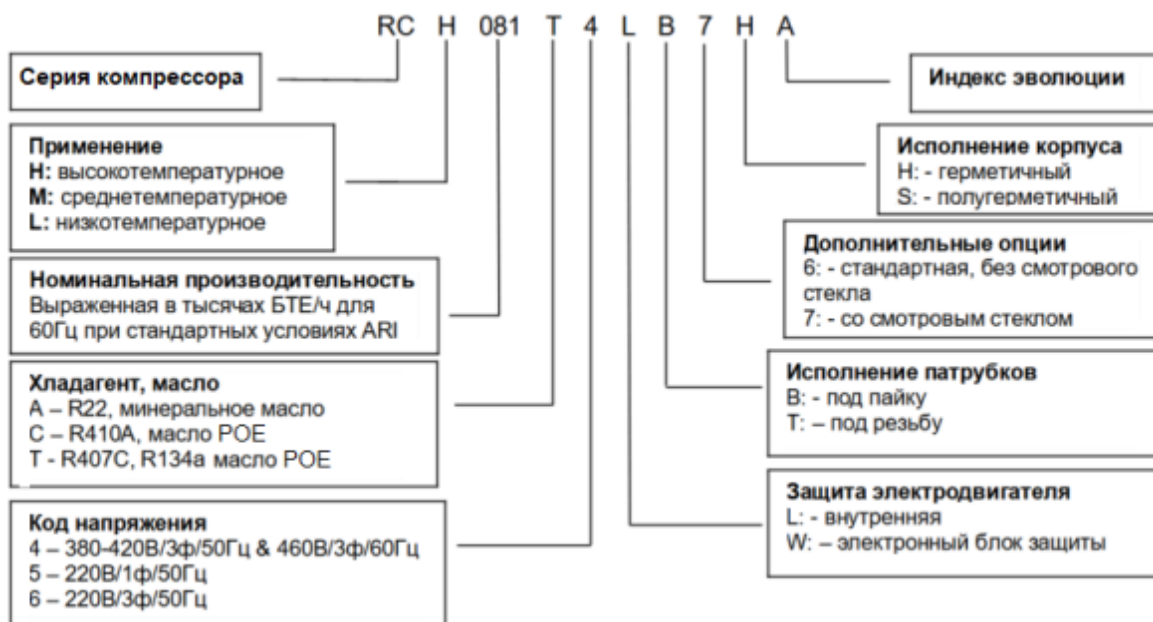 RC H 081 T 4 L B 7 H A
Серия компрессора
Применение
H: высокотемпературное
M: среднетемпературное
L: низкотемпературное
Номинальная производительность
Выраженная в тысячах БТЕ/ч для
60Гц при стандартных условиях ARI
Хладагент, масло
A – R22, минеральное масло
C – R410A, масло POE
T - R407C, R134a масло POE
Код напряжения
4 – 380-420В/3ф/50Гц & 460В/3ф/60Гц
5 – 220В/1ф/50Гц
6 – 220В/3ф/50Гц
Индекс эволюции
Исполнение корпуса
H: - герметичный
S: - полугерметичный
Дополнительные опции
6: - стандартная, без смотрового
стекла
7: - со смотровым стеклом
Исполнение патрубков
B: - под пайку
T: – под резьбу
Защита электродвигателя
L: - внутренняя
W: – электронный блок защиты